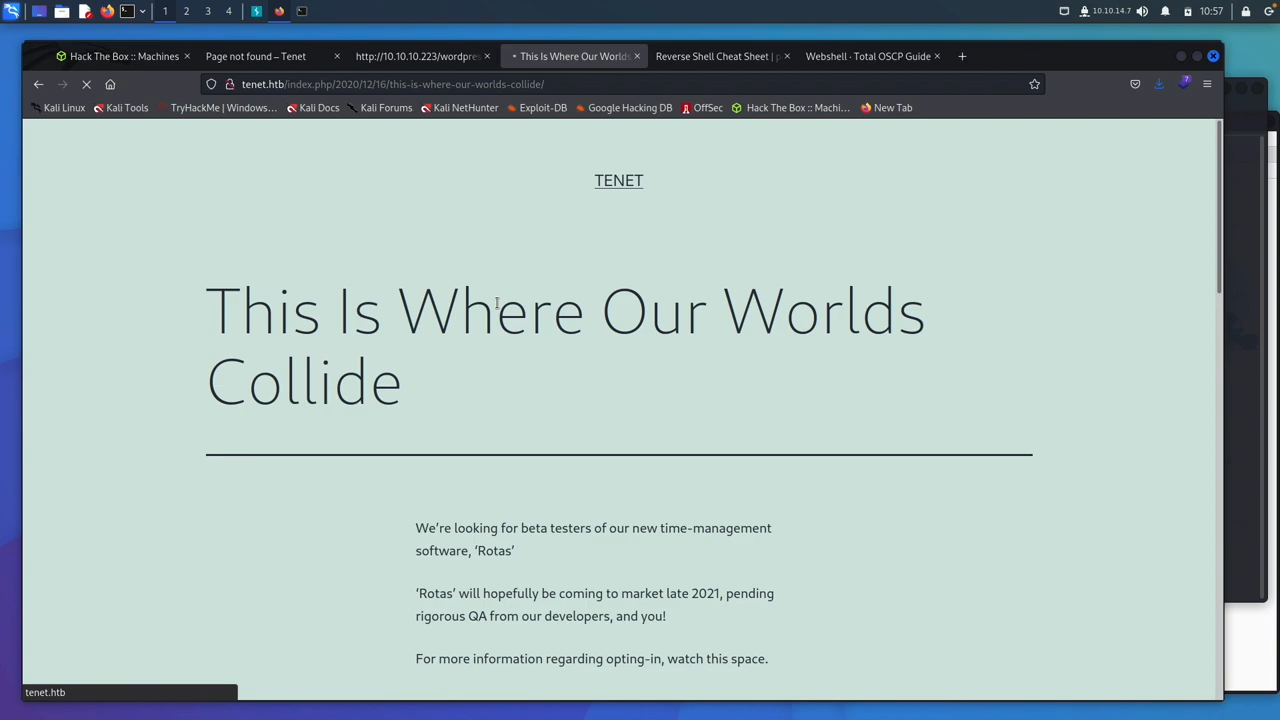 1
2
3
4
10.10.14.7
10:57
Hack The Box :: Machines
Page not found – Tenet
http://10.10.10.223/wordpres
This Is Where Our Worlds
Reverse Shell Cheat Sheet | p
Webshell · Total OSCP Guide
tenet.htb/index.php/2020/12/16/this-is-where-our-worlds-collide/
7
Kali Linux
Kali Tools
TryHackMe | Windows…
Kali Docs
Kali Forums
Kali NetHunter
Exploit-DB
Google Hacking DB
OffSec
Hack The Box :: Machi…
New Tab
TENET
This Is Where Our Worlds
Collide
We’re looking for beta testers of our new time-management
software, ‘Rotas’
‘Rotas’ will hopefully be coming to market late 2021, pending
rigorous QA from our developers, and you!
For more information regarding opting-in, watch this space.
tenet.htb